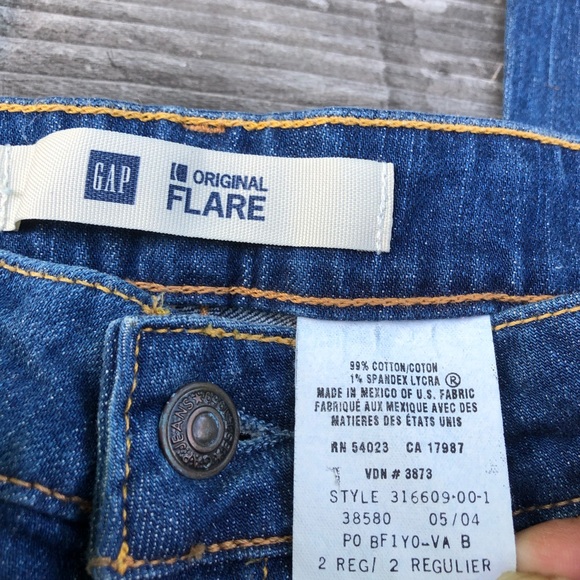 GAP
ORIGINAL
FLARE
JEANS
99% COTTON/COTON
1% SPANDEX LYCRA ®
MADE IN MEXICO OF U.S. FABRIC
FABRIQUÉ AUX MEXIQUE AVEC DES
MATIERES DES ÉTATS UNIS
RN 54023 CA 17987
VDN # 3873
STYLE 316609-00-1
38580 05/04
PO BF1Y0-VA B
2 REG/ 2 REGULIER